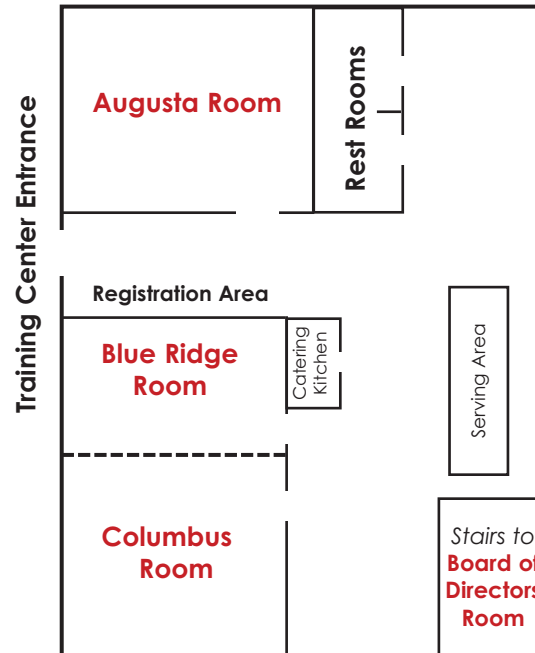 Training Center Entrance
Augusta Room
Rest Rooms
Registration Area
Blue Ridge
Room
Catering
Kitchen
Serving Area
Columbus
Room
Stairs to
Board of
Directors
Room